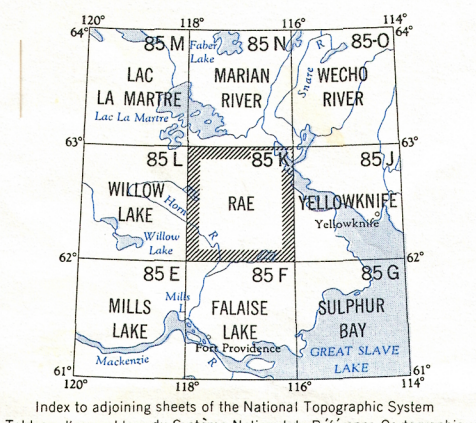 120° 118° 116° 114°
85 M Faber Lake 85 N 85-O
Snare R
LAC LA MARTRE
MARIAN RIVER
WECHO RIVER
Lac La Martre
63° 63°
85 L 85 K 85 J
Horn R
WILLOW LAKE
RAE
YELLOWKNIFE
Yellowknife
Willow Lake
62° 62°
85 E 85 F 85 G
Mills L
MILLS LAKE
FALAISE LAKE
SULPHUR BAY
Fort Providence
GREAT SLAVE LAKE
Mackenzie R
61° 61°
120° 118° 116° 114°
Index to adjoining sheets of the National Topographic System